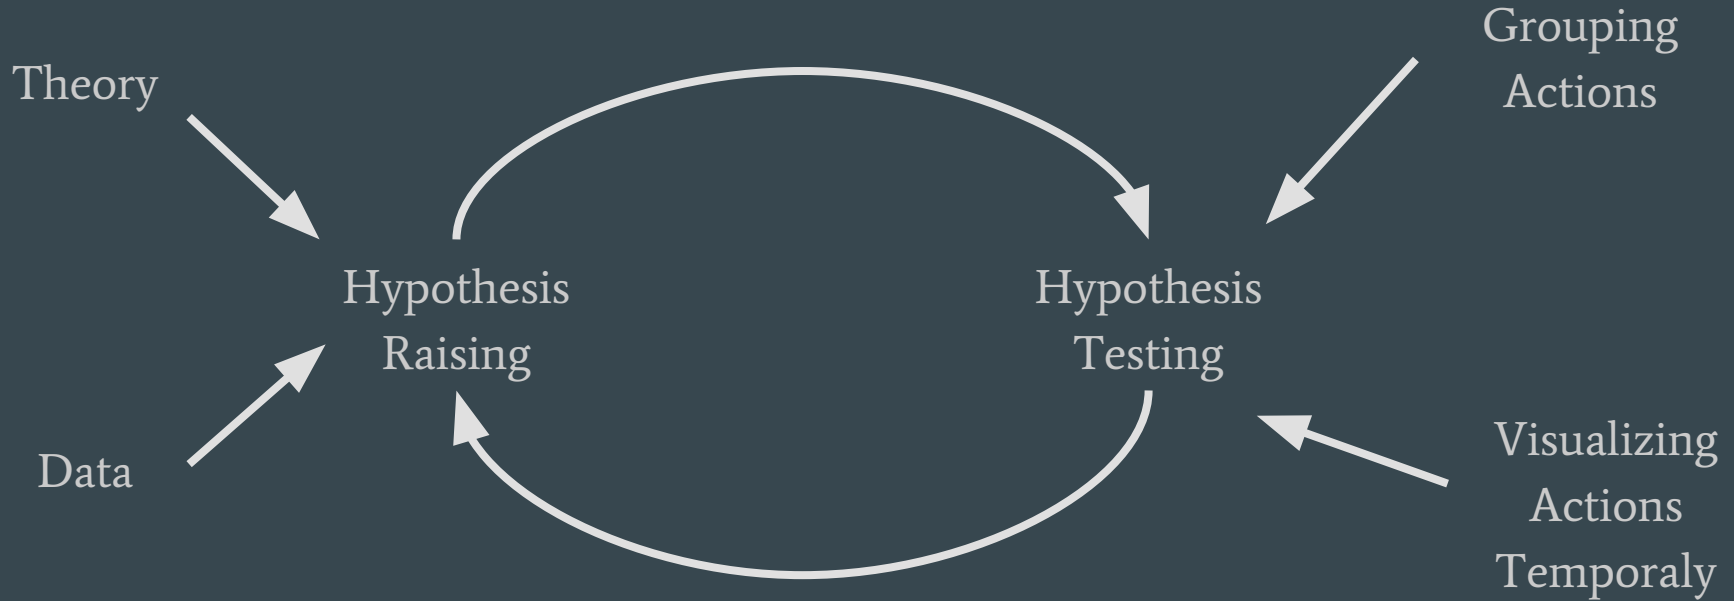 Theory
Data
Hypothesis
Raising
Hypothesis
Testing
Grouping
Actions
Visualizing
Actions
Temporaly